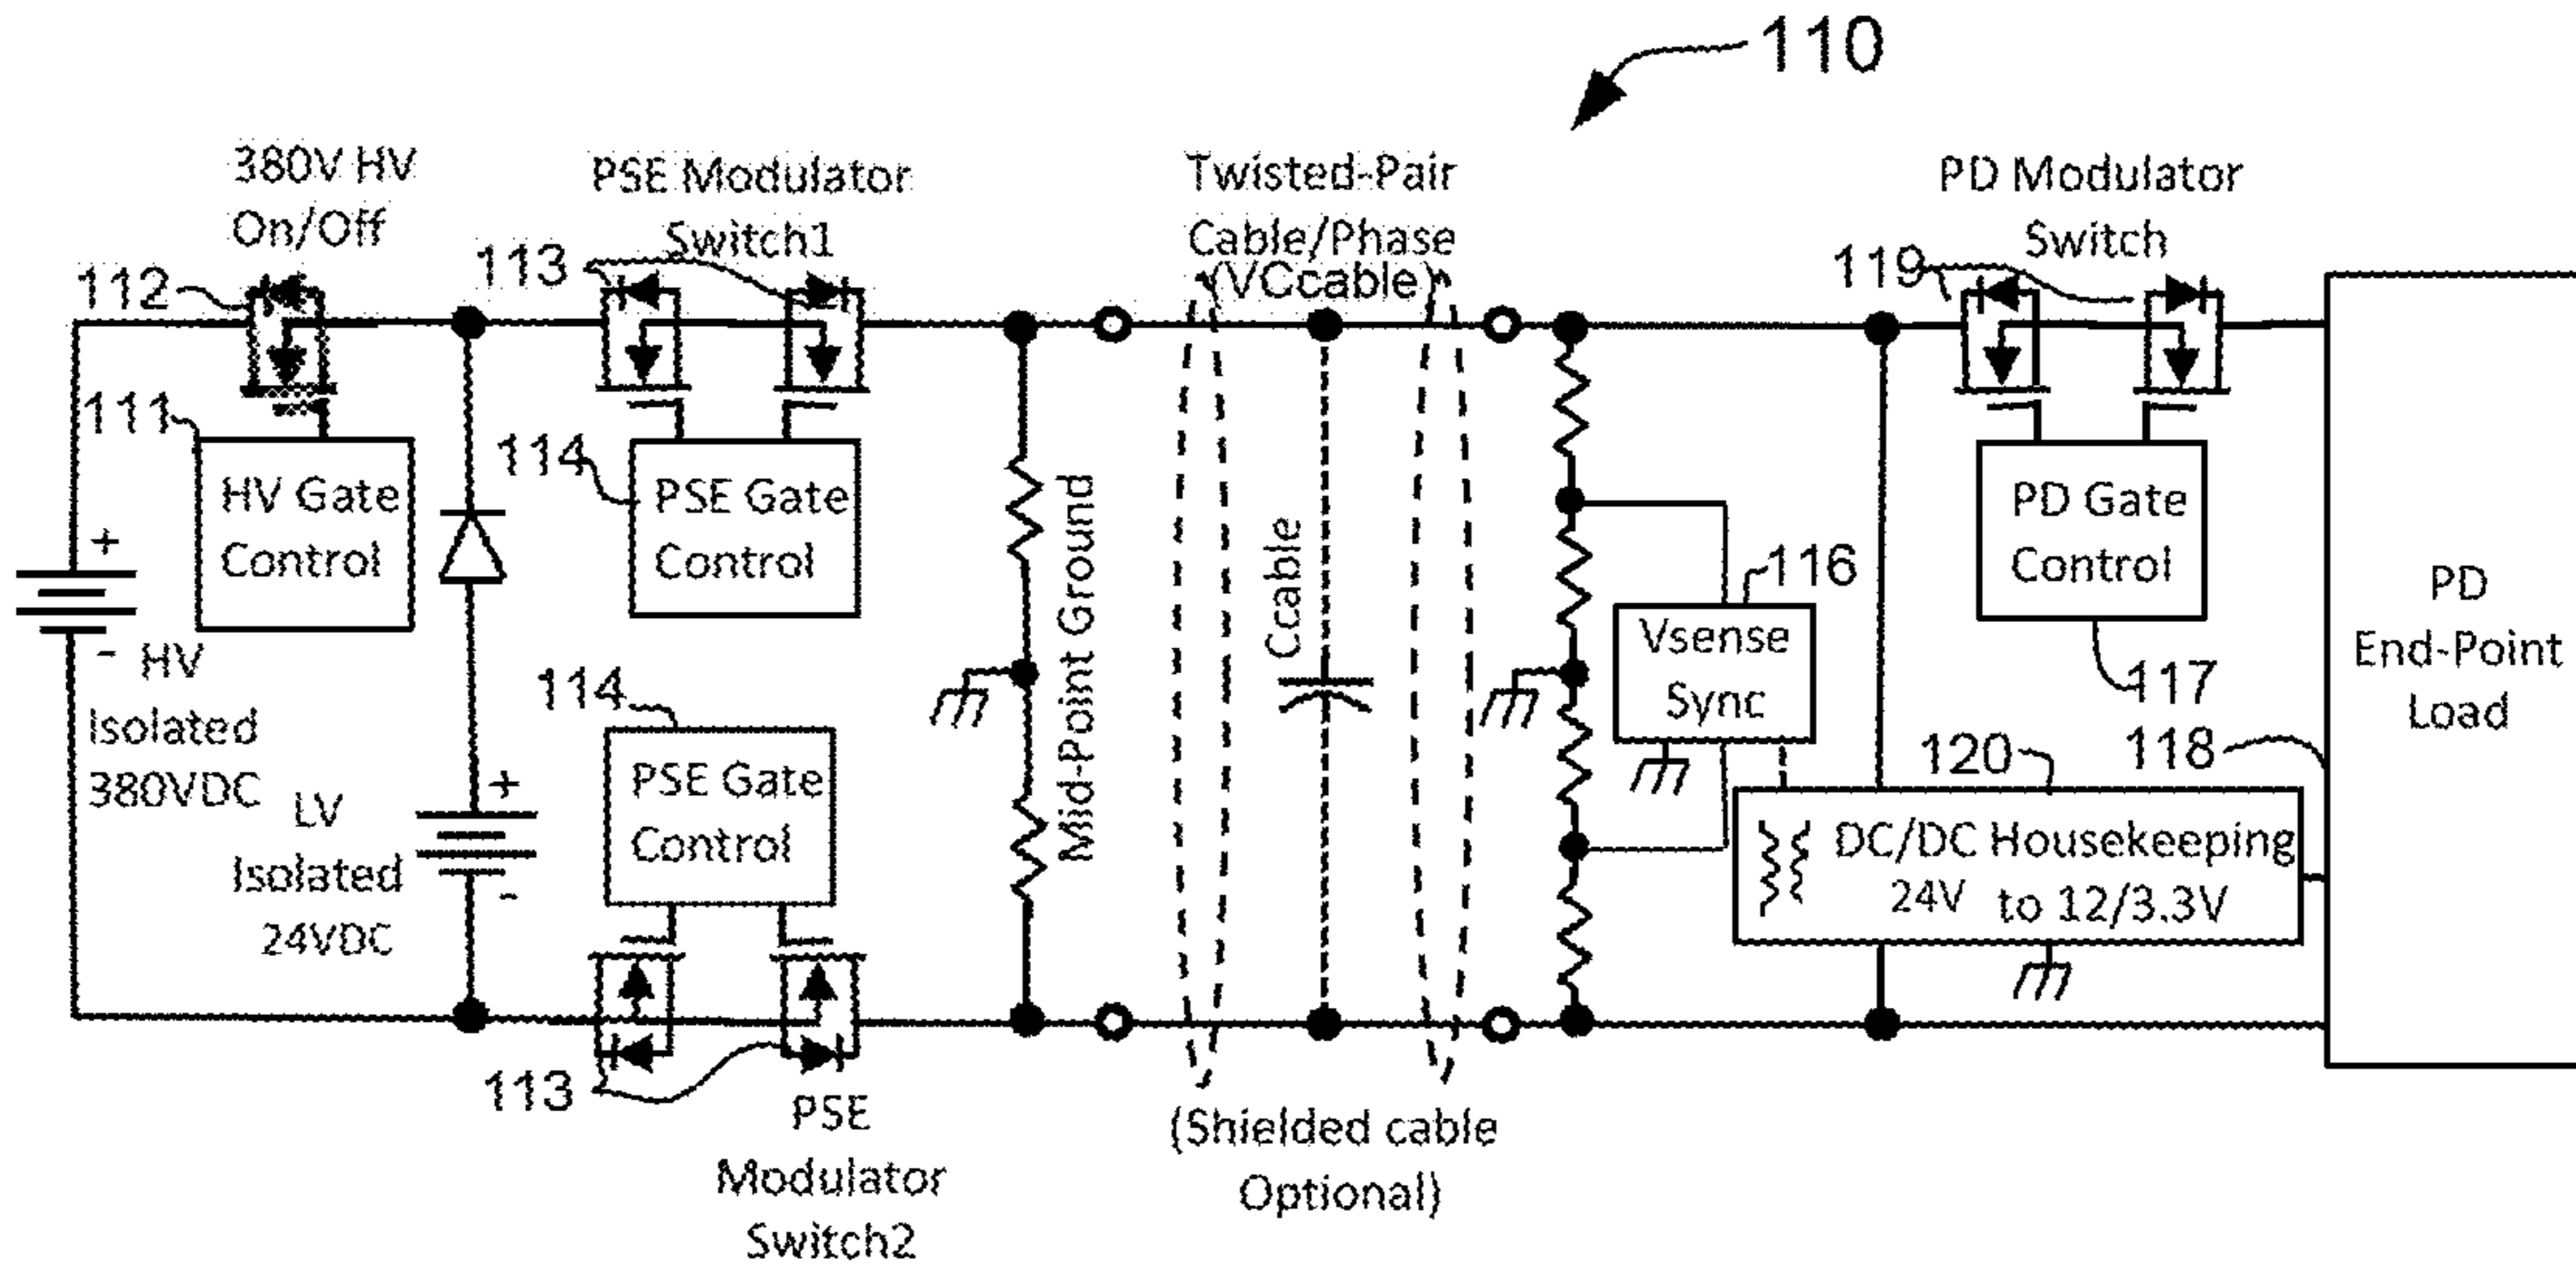 110
380V HV
On/Off
PSE Modulator
Switch1
Twisted-Pair
Cable/Phase
(VCcable)
PD Modulator
Switch
112
113
119
111
HV Gate
Control
114
PSE Gate
Control
+
-
HV
Isolated
380VDC
LV
Isolated
24VDC
+
-
114
PSE Gate
Control
113
PSE
Modulator
Switch2
Mid-Point Ground
Ccable
(Shielded cable
Optional)
116
Vsense
Sync
PD Gate
Control
117
118
120
DC/DC Housekeeping
24V to 12/3.3V
PD
End-Point
Load